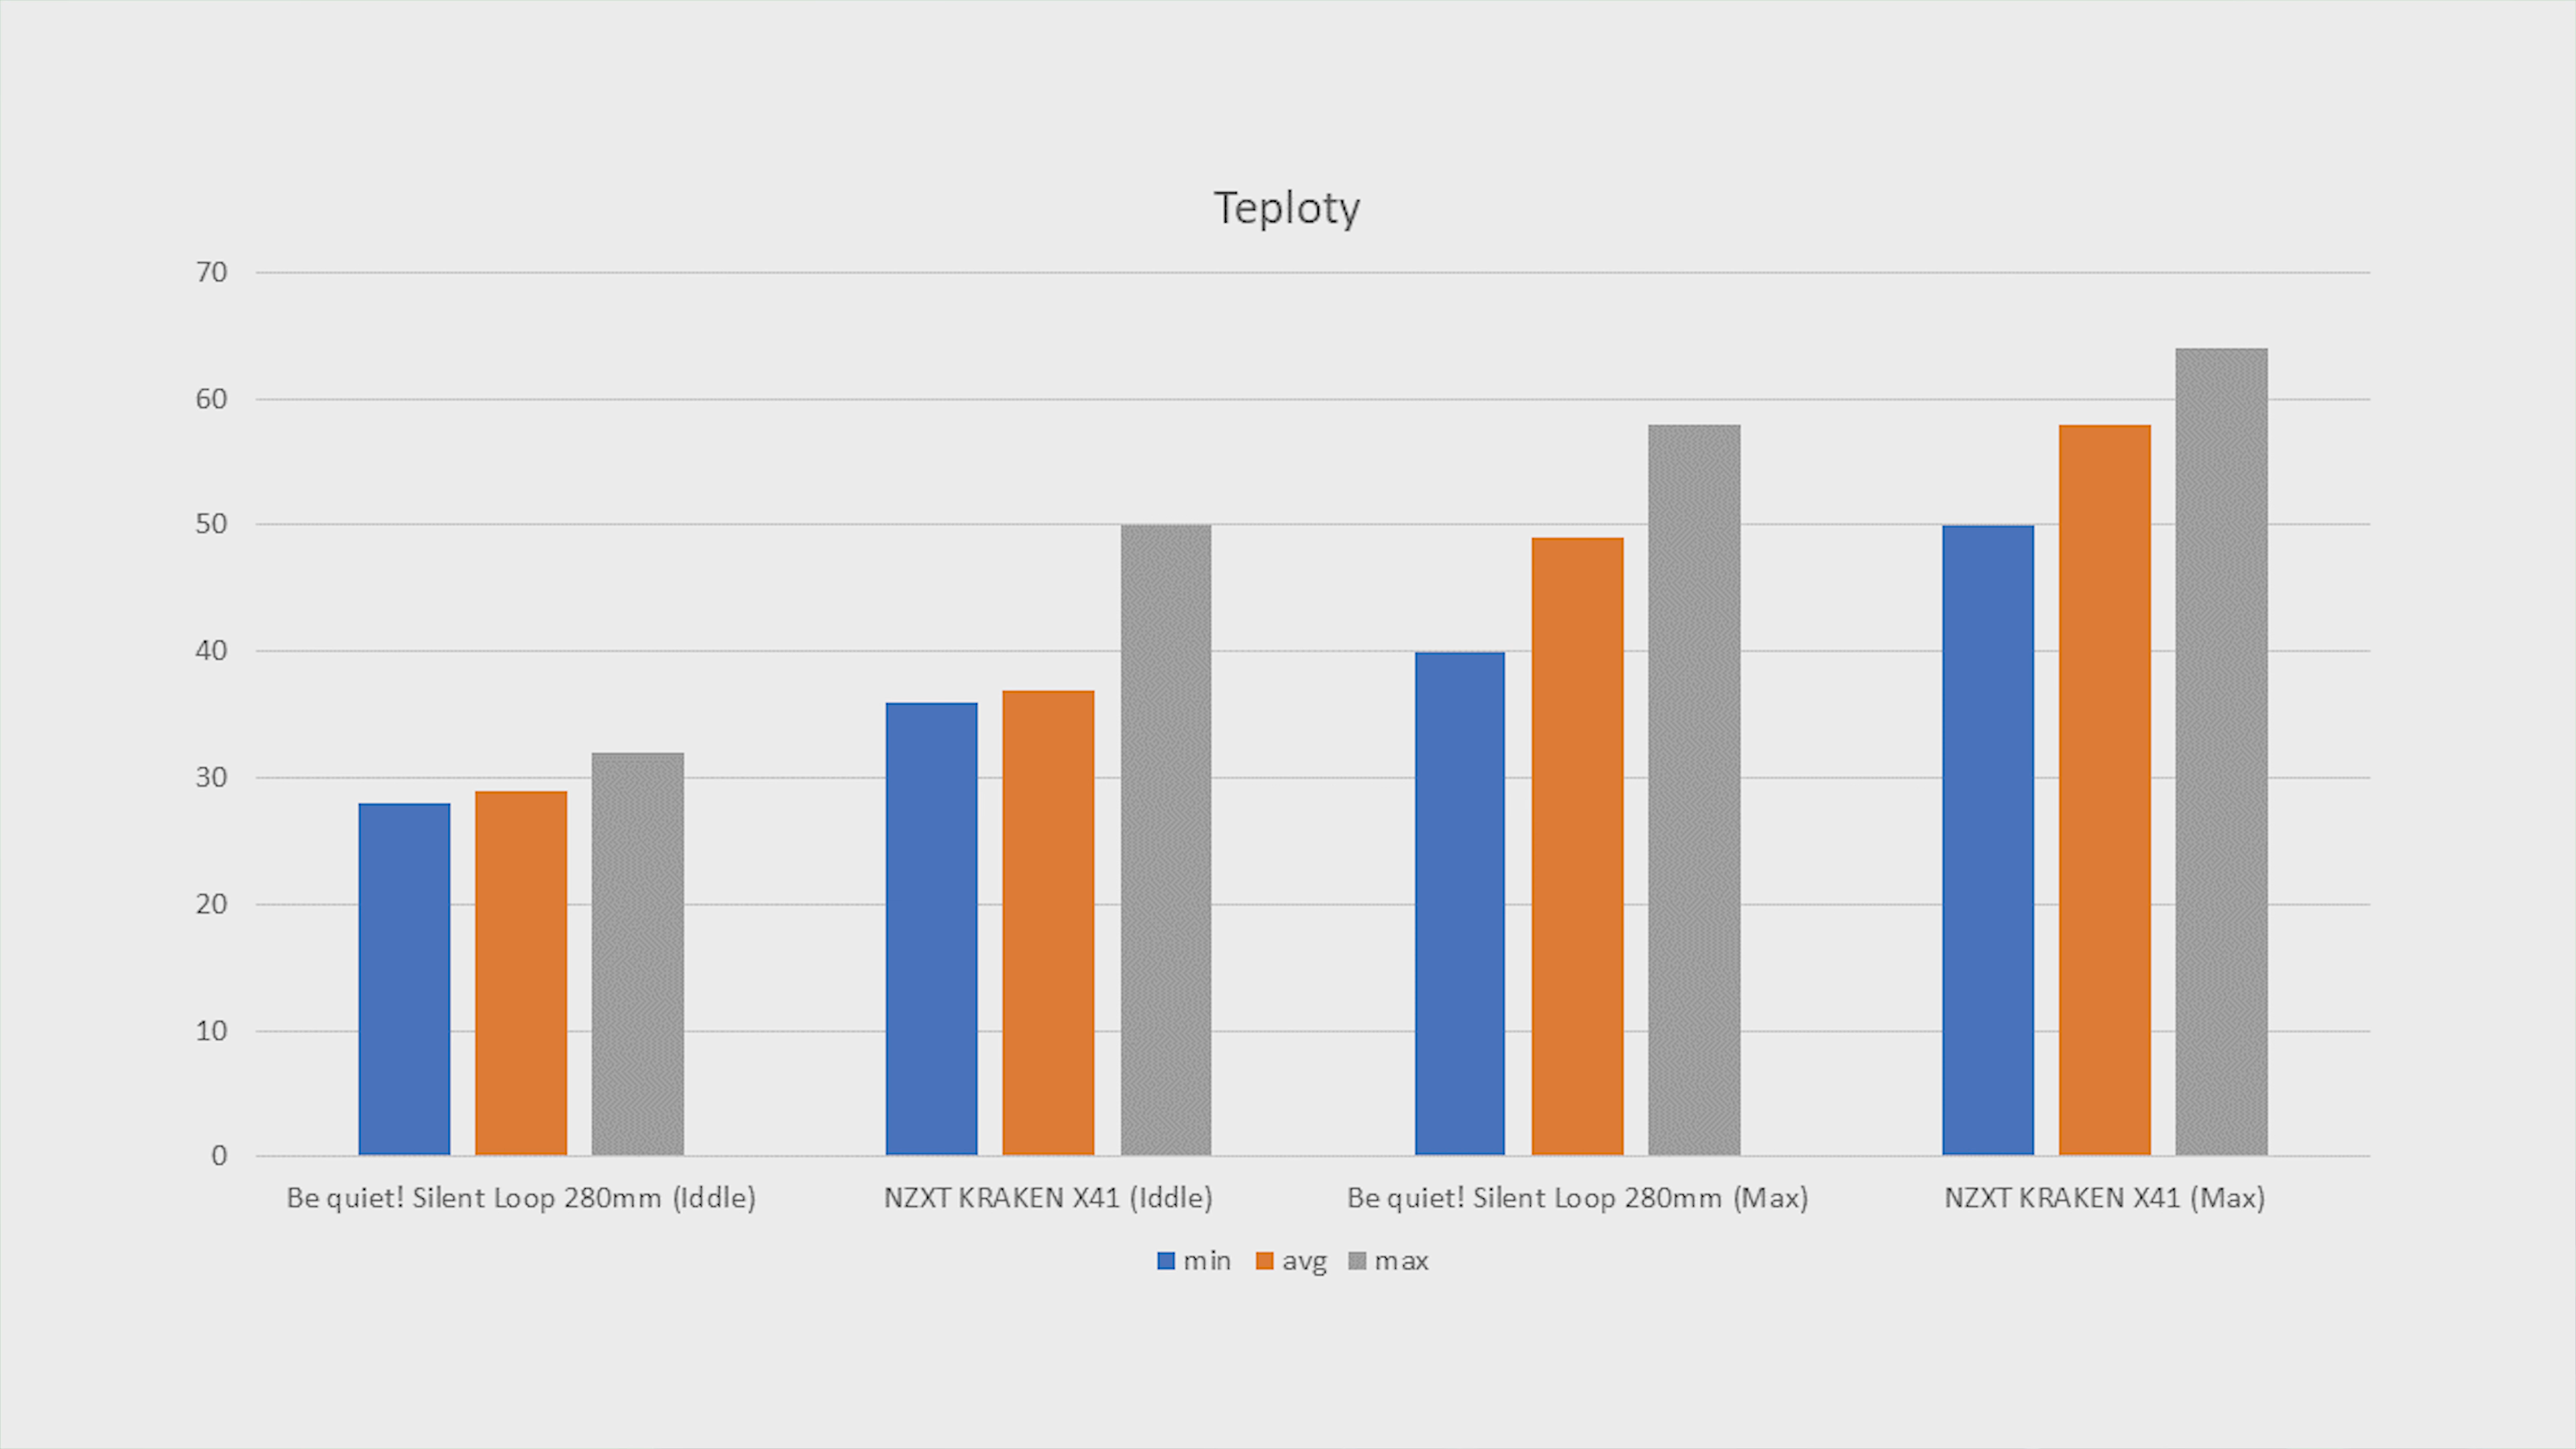 Teploty
70
60
50
40
30
20
10
0
Be quiet! Silent Loop 280mm (Iddle) NZXT KRAKEN X41 (Iddle) Be quiet! Silent Loop 280mm (Max) NZXT KRAKEN X41 (Max)
min avg max